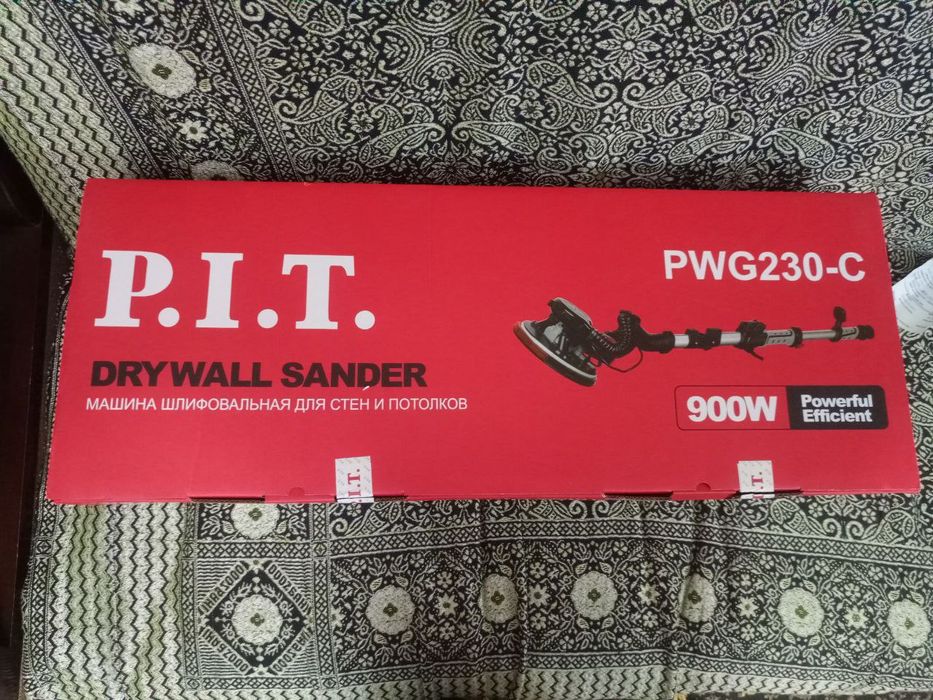 P.I.T.
DRYWALL SANDER
МАШИНА ШЛИФОВАЛЬНАЯ ДЛЯ СТЕН И ПОТОЛКОВ
PWG230-C
900W
Powerful
Efficient
P.I.T.
P.I.T.